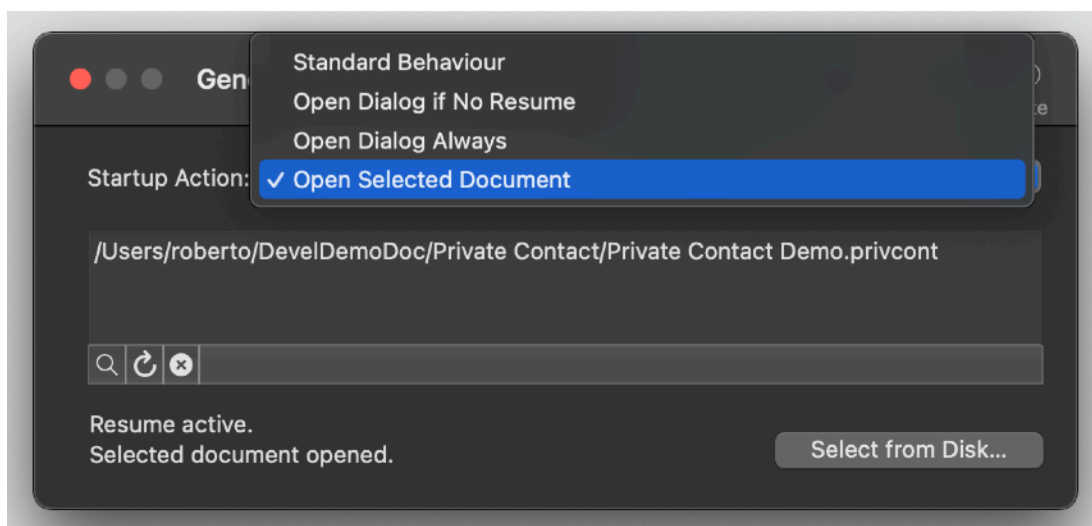 Gen
Standard Behaviour
Open Dialog if No Resume
Open Dialog Always
Startup Action: ✓ Open Selected Document
/Users/roberto/DevelDemoDoc/Private Contact/Private Contact Demo.privcont
Resume active.
Selected document opened.
Select from Disk...